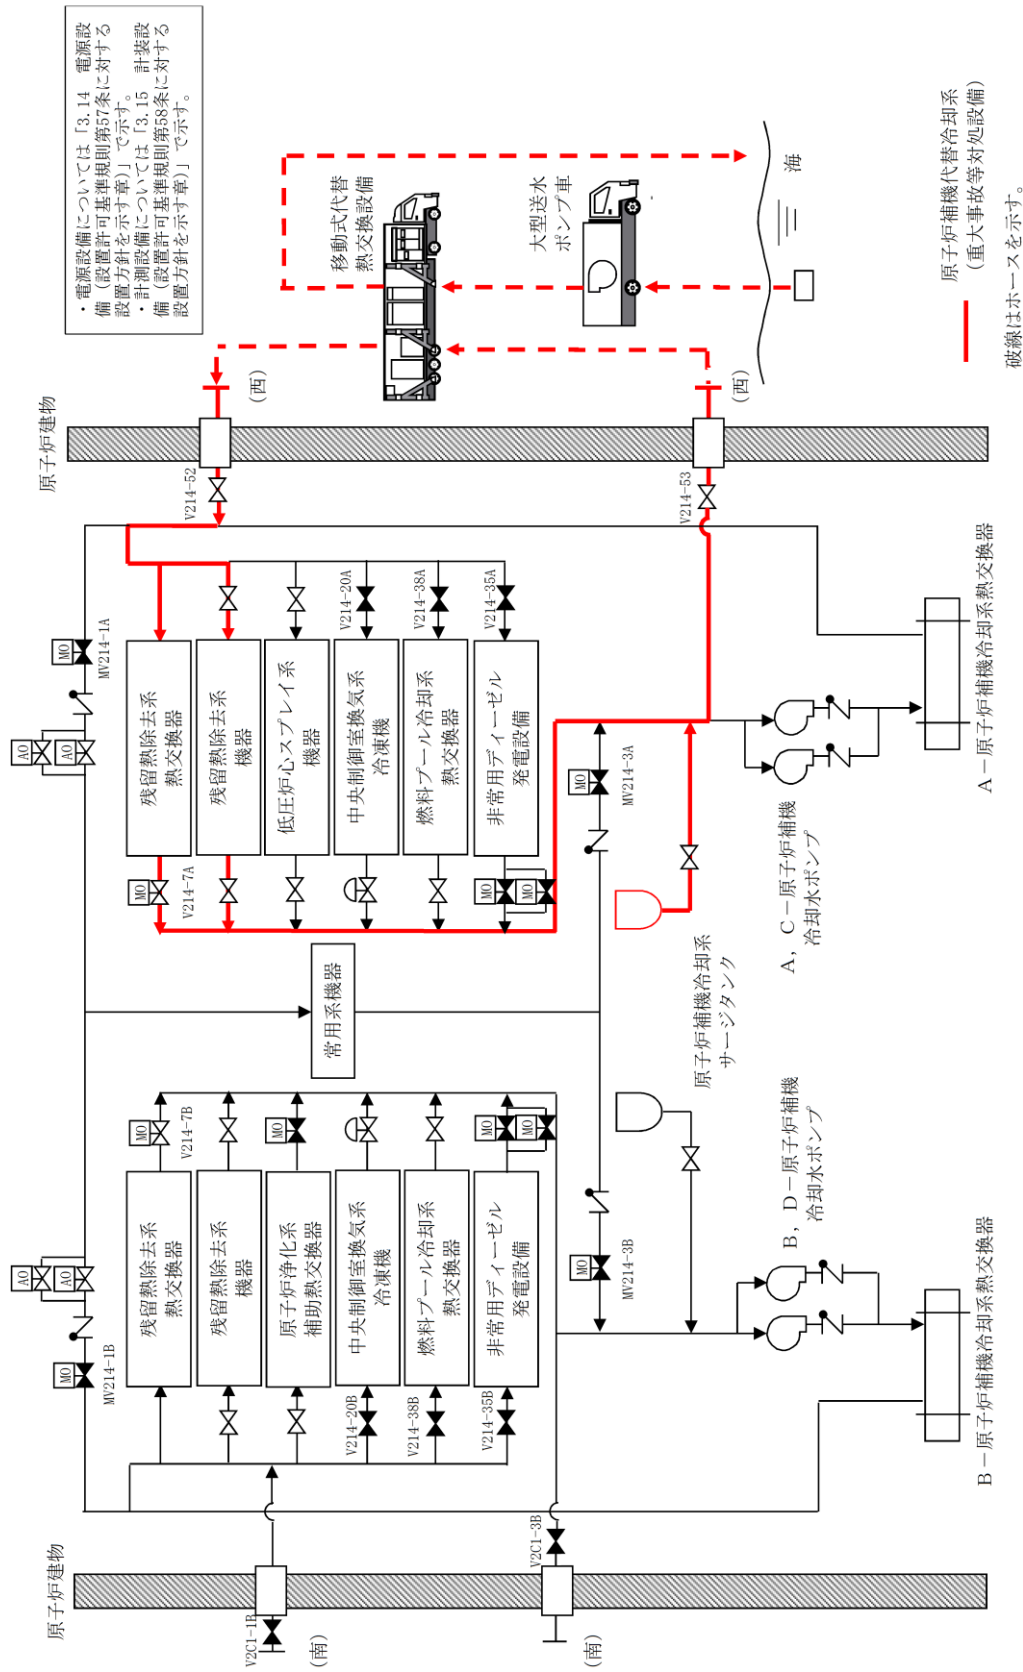 ・電源設備については「3.14　電源設
備（設置許可基準規則第57条に対する
設置方針を示す章）」で示す。
・計測設備については「3.15　計装設
備（設置許可基準規則第58条に対する
設置方針を示す章）」で示す。
原子炉建物
(西)
(西)
移動式代替
熱交換設備
大型送水
ポンプ車
海
原子炉補機代替冷却系
（重大事故等対処設備）
破線はホースを示す。
V214-52
V214-53
MO
MV214-1A
AO
AO
残留熱除去系
熱交換器
残留熱除去系
機器
低圧炉心スプレイ系
機器
中央制御室換気系
冷凍機
燃料プール冷却系
熱交換器
非常用ディーゼル
発電設備
V214-20A
V214-38A
V214-35A
MO
V214-7A
MO
MO
MO
MV214-3A
A－原子炉補機冷却系熱交換器
A，C－原子炉補機
冷却水ポンプ
原子炉補機冷却系
サージタンク
常用系機器
AO
AO
MO
MV214-1B
MO
V214-7B
MO
MO
MO
残留熱除去系
熱交換器
残留熱除去系
機器
原子炉浄化系
補助熱交換器
中央制御室換気系
冷凍機
燃料プール冷却系
熱交換器
非常用ディーゼル
発電設備
V214-20B
V214-38B
V214-35B
MO
MV214-3B
B，D－原子炉補機
冷却水ポンプ
B－原子炉補機冷却系熱交換器
原子炉建物
V2C1-1B
(南)
V2C1-3B
(南)